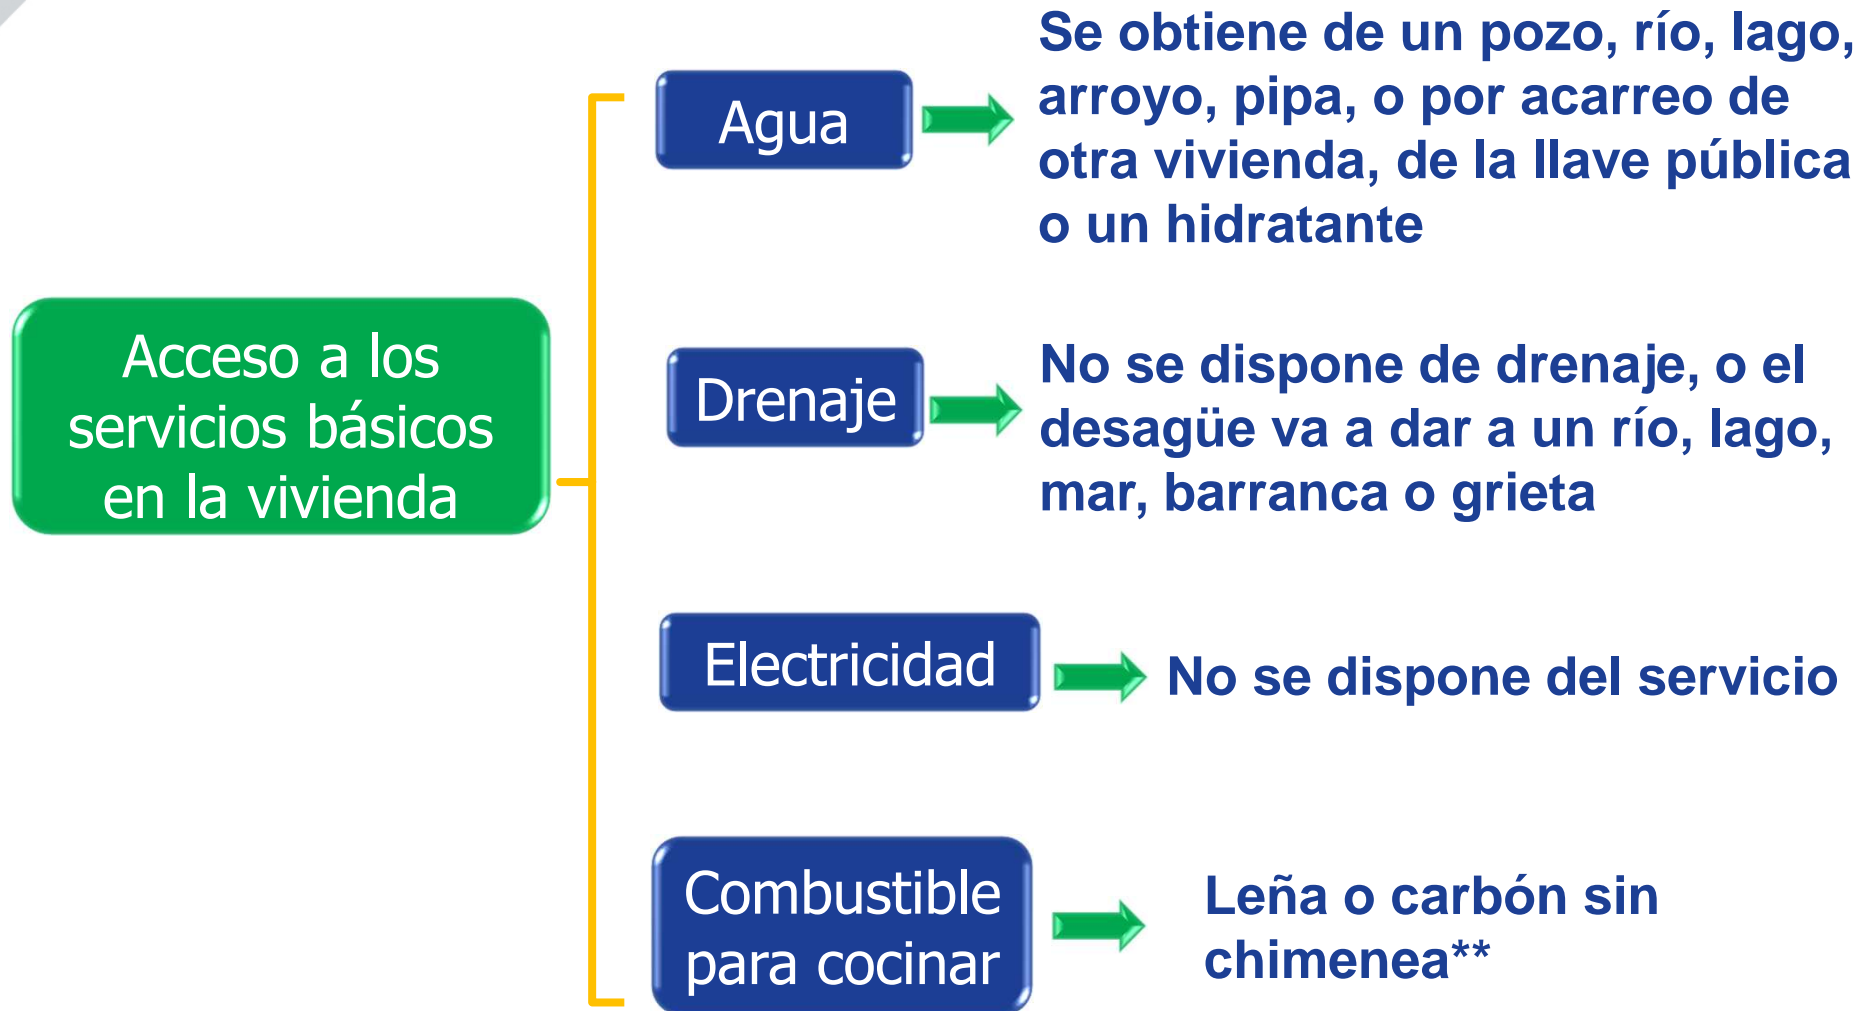 Acceso a los
servicios básicos
en la vivienda
Agua
Se obtiene de un pozo, río, lago,
arroyo, pipa, o por acarreo de
otra vivienda, de la llave pública
o un hidratante
Drenaje
No se dispone de drenaje, o el
desagüe va a dar a un río, lago,
mar, barranca o grieta
Electricidad
No se dispone del servicio
Combustible
para cocinar
Leña o carbón sin
chimenea**